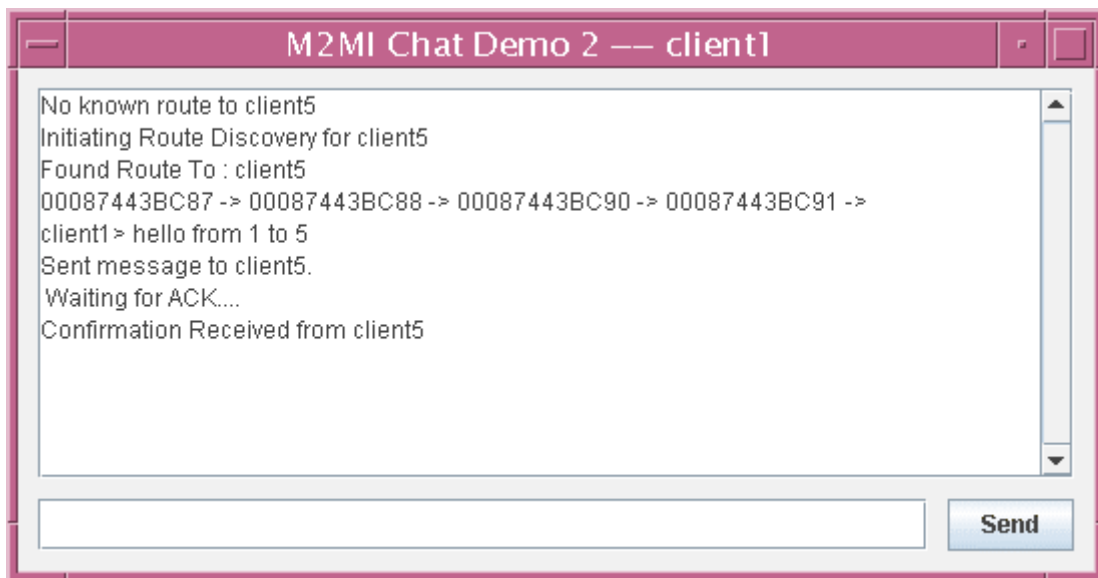 M2MI Chat Demo 2 -- client1
No known route to client5
Initiating Route Discovery for client5
Found Route To : client5
00087443BC87 -> 00087443BC88 -> 00087443BC90 -> 00087443BC91 ->
client1> hello from 1 to 5
Sent message to client5.
Waiting for ACK....
Confirmation Received from client5
Send